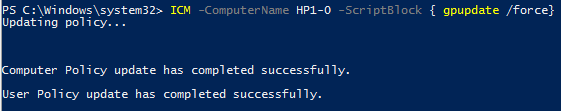 PS C:\Windows\system32> ICM -ComputerName HP1-0 -ScriptBlock { gpupdate /force}
Updating policy...
Computer Policy update has completed successfully.
User Policy update has completed successfully.